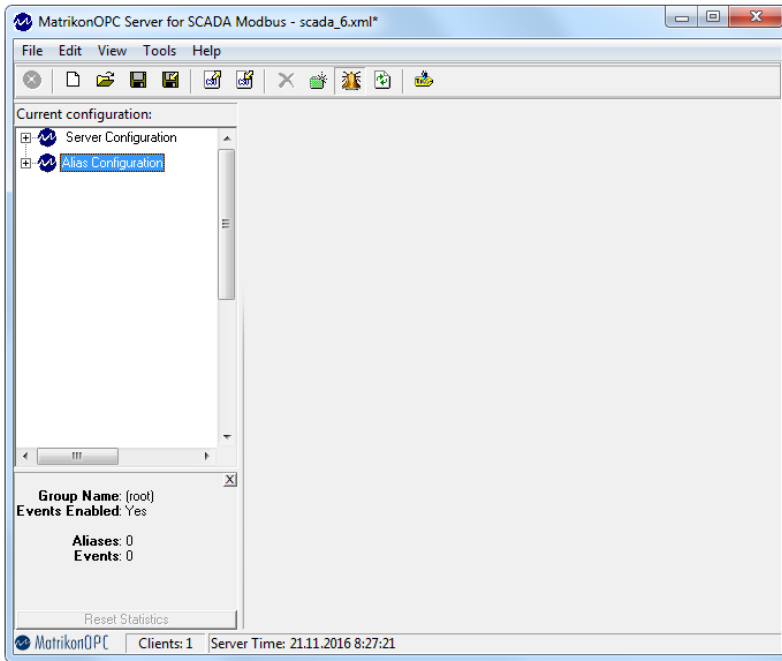 MatrikonOPC Server for SCADA Modbus - scada_6.xml*
File Edit View Tools Help
Current configuration:
Server Configuration
Alias Configuration
Group Name: (root)
Events Enabled: Yes
Aliases: 0
Events: 0
Reset Statistics
MatrikonOPC Clients: 1 Server Time: 21.11.2016 8:27:21